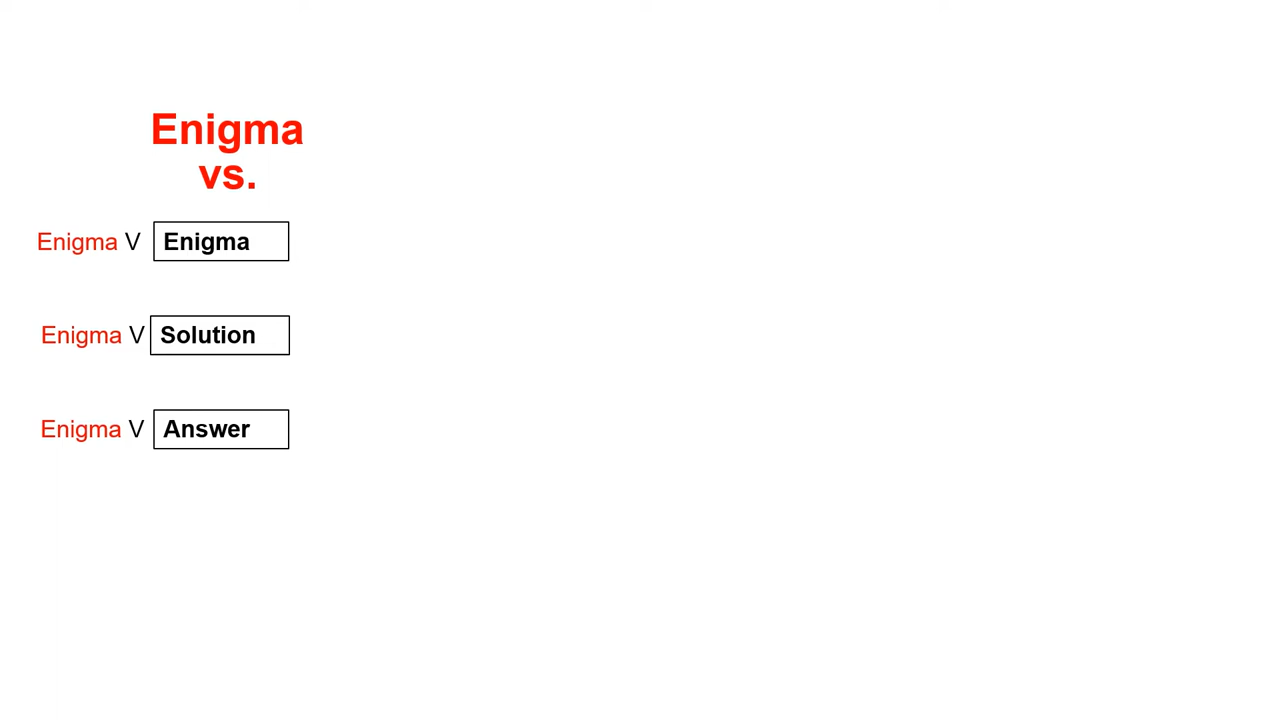 Enigma
vs.
Enigma V Enigma
Enigma V Solution
Enigma V Answer